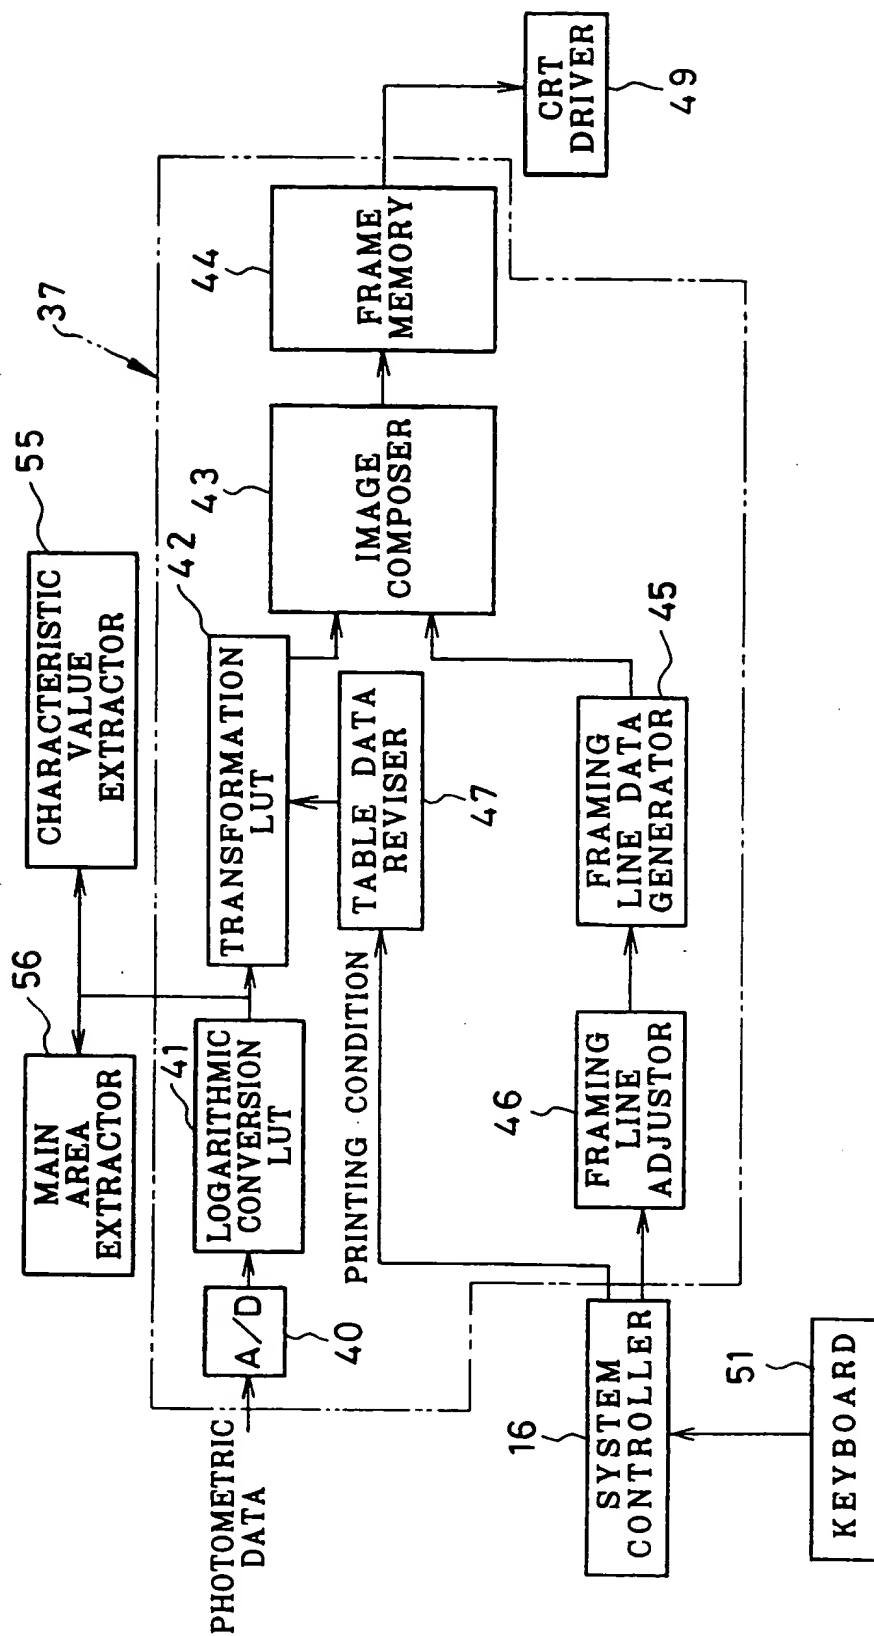 56
MAIN
AREA
EXTRACTOR
55
CHARACTERISTIC
VALUE
EXTRACTOR
37
PHOTOMETRIC
DATA
A/D
40
41
LOGARITHMIC
CONVERSION
LUT
42
TRANSFORMATION
LUT
43
IMAGE
COMPOSER
44
FRAME
MEMORY
CRT
DRIVER
49
PRINTING CONDITION
TABLE DATA
REVISER
47
16
SYSTEM
CONTROLLER
46
FRAMING
LINE
ADJUSTOR
FRAMING
LINE DATA
GENERATOR
45
51
KEYBOARD